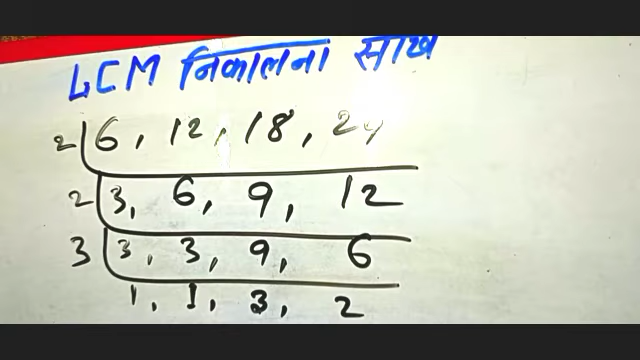 LCM निकालना सीखे
2 6, 12, 18, 24
2 3, 6, 9, 12
3 3, 3, 9, 6
1, 1, 3, 2